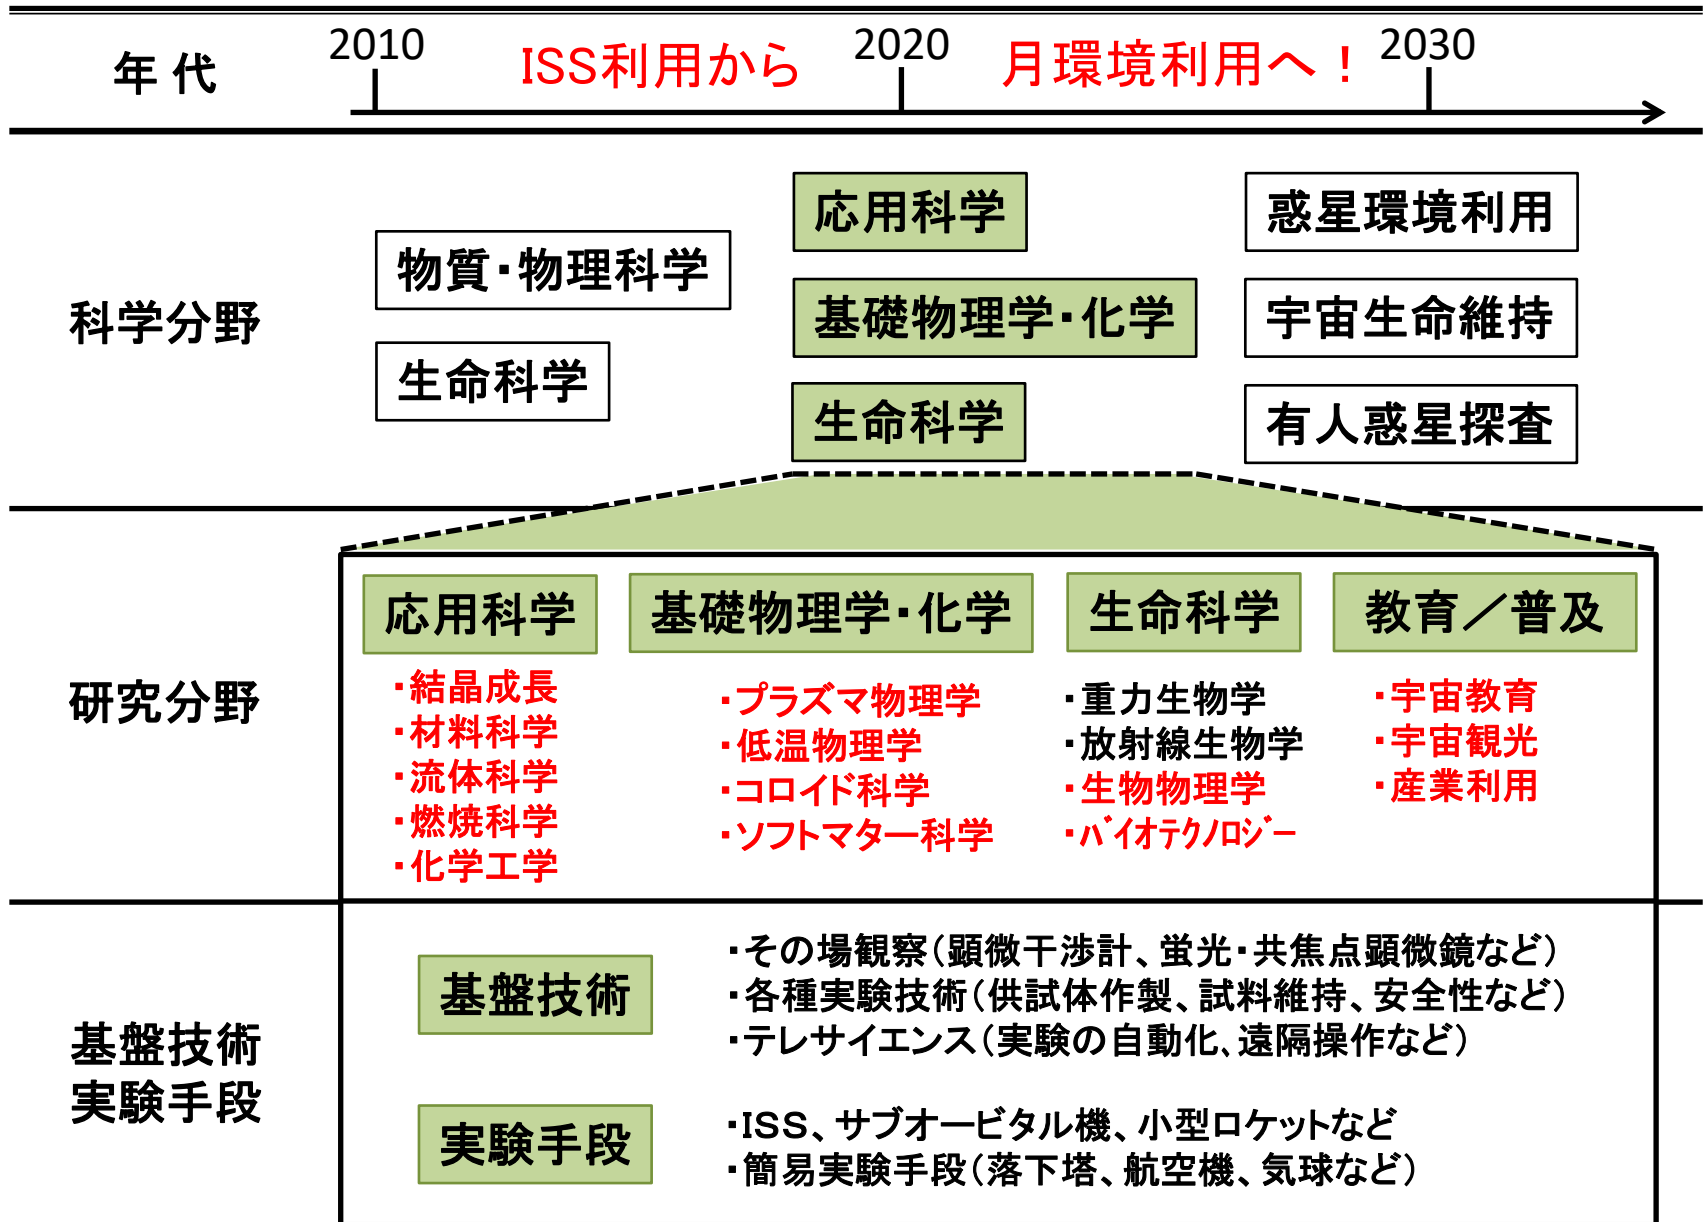 年 代
2010
ISS利用から
2020
月環境利用へ！
2030
科学分野
物質・物理科学
生命科学
応用科学
基礎物理学・化学
生命科学
惑星環境利用
宇宙生命維持
有人惑星探査
研究分野
応用科学
・結晶成長
・材料科学
・流体科学
・燃焼科学
・化学工学
基礎物理学・化学
・プラズマ物理学
・低温物理学
・コロイド科学
・ソフトマター科学
生命科学
・重力生物学
・放射線生物学
・生物物理学
・ﾊﾞｲｵﾃｸﾉﾛｼﾞｰ
教育／普及
・宇宙教育
・宇宙観光
・産業利用
基盤技術
実験手段
基盤技術
・その場観察（顕微干渉計、蛍光・共焦点顕微鏡など）
・各種実験技術（供試体作製、試料維持、安全性など）
・テレサイエンス（実験の自動化、遠隔操作など）
実験手段
・ISS、サブオービタル機、小型ロケットなど
・簡易実験手段（落下塔、航空機、気球など）